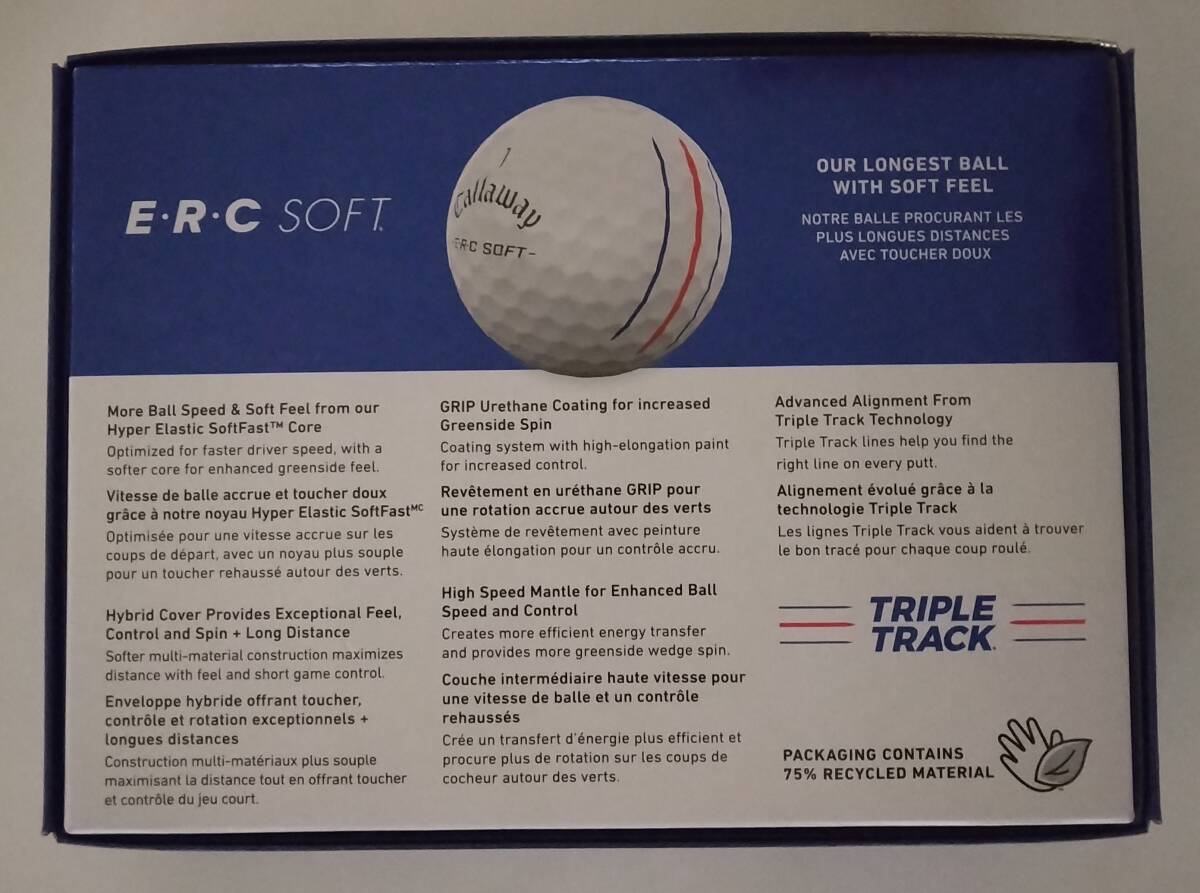 E·R·C SOFT.
1
Callaway
ERC SOFT-
OUR LONGEST BALL
WITH SOFT FEEL
NOTRE BALLE PROCURANT LES
PLUS LONGUES DISTANCES
AVEC TOUCHER DOUX
More Ball Speed & Soft Feel from our
Hyper Elastic SoftFast™ Core
Optimized for faster driver speed, with a
softer core for enhanced greenside feel.
Vitesse de balle accrue et toucher doux
grâce à notre noyau Hyper Elastic SoftFastᴹᶜ
Optimisée pour une vitesse accrue sur les
coups de départ, avec un noyau plus souple
pour un toucher rehaussé autour des verts.
Hybrid Cover Provides Exceptional Feel,
Control and Spin + Long Distance
Softer multi-material construction maximizes
distance with feel and short game control.
Enveloppe hybride offrant toucher,
contrôle et rotation exceptionnels +
longues distances
Construction multi-matériaux plus souple
maximisant la distance tout en offrant toucher
et contrôle du jeu court.
GRIP Urethane Coating for increased
Greenside Spin
Coating system with high-elongation paint
for increased control.
Revêtement en uréthane GRIP pour
une rotation accrue autour des verts
Système de revêtement avec peinture
haute élongation pour un contrôle accru.
High Speed Mantle for Enhanced Ball
Speed and Control
Creates more efficient energy transfer
and provides more greenside wedge spin.
Couche intermédiaire haute vitesse pour
une vitesse de balle et un contrôle
rehaussés
Crée un transfert d'énergie plus efficient et
procure plus de rotation sur les coups de
cocheur autour des verts.
Advanced Alignment From
Triple Track Technology
Triple Track lines help you find the
right line on every putt.
Alignement évolué grâce à la
technologie Triple Track
Les lignes Triple Track vous aident à trouver
le bon tracé pour chaque coup roulé.
TRIPLE
TRACK.
PACKAGING CONTAINS
75% RECYCLED MATERIAL